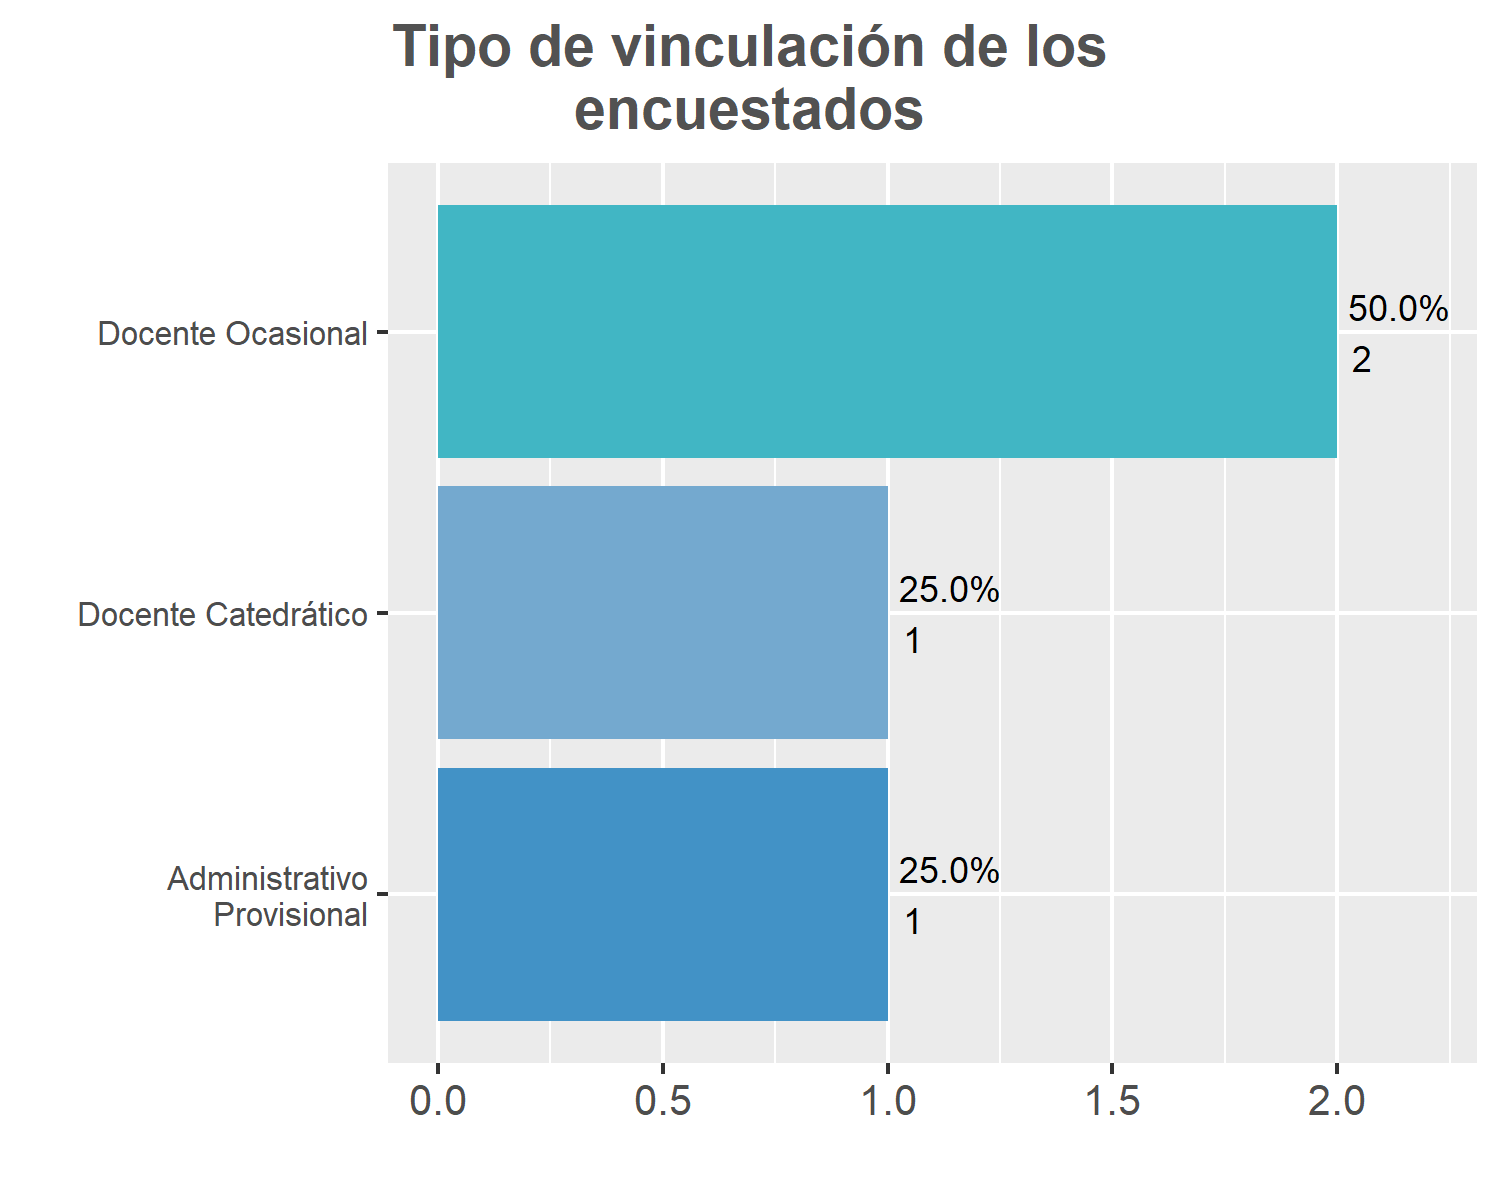 Tipo de vinculación de los
encuestados
Docente Ocasional
50.0%
2
Docente Catedrático
25.0%
1
Administrativo
Provisional
25.0%
1
0.0 0.5 1.0 1.5 2.0